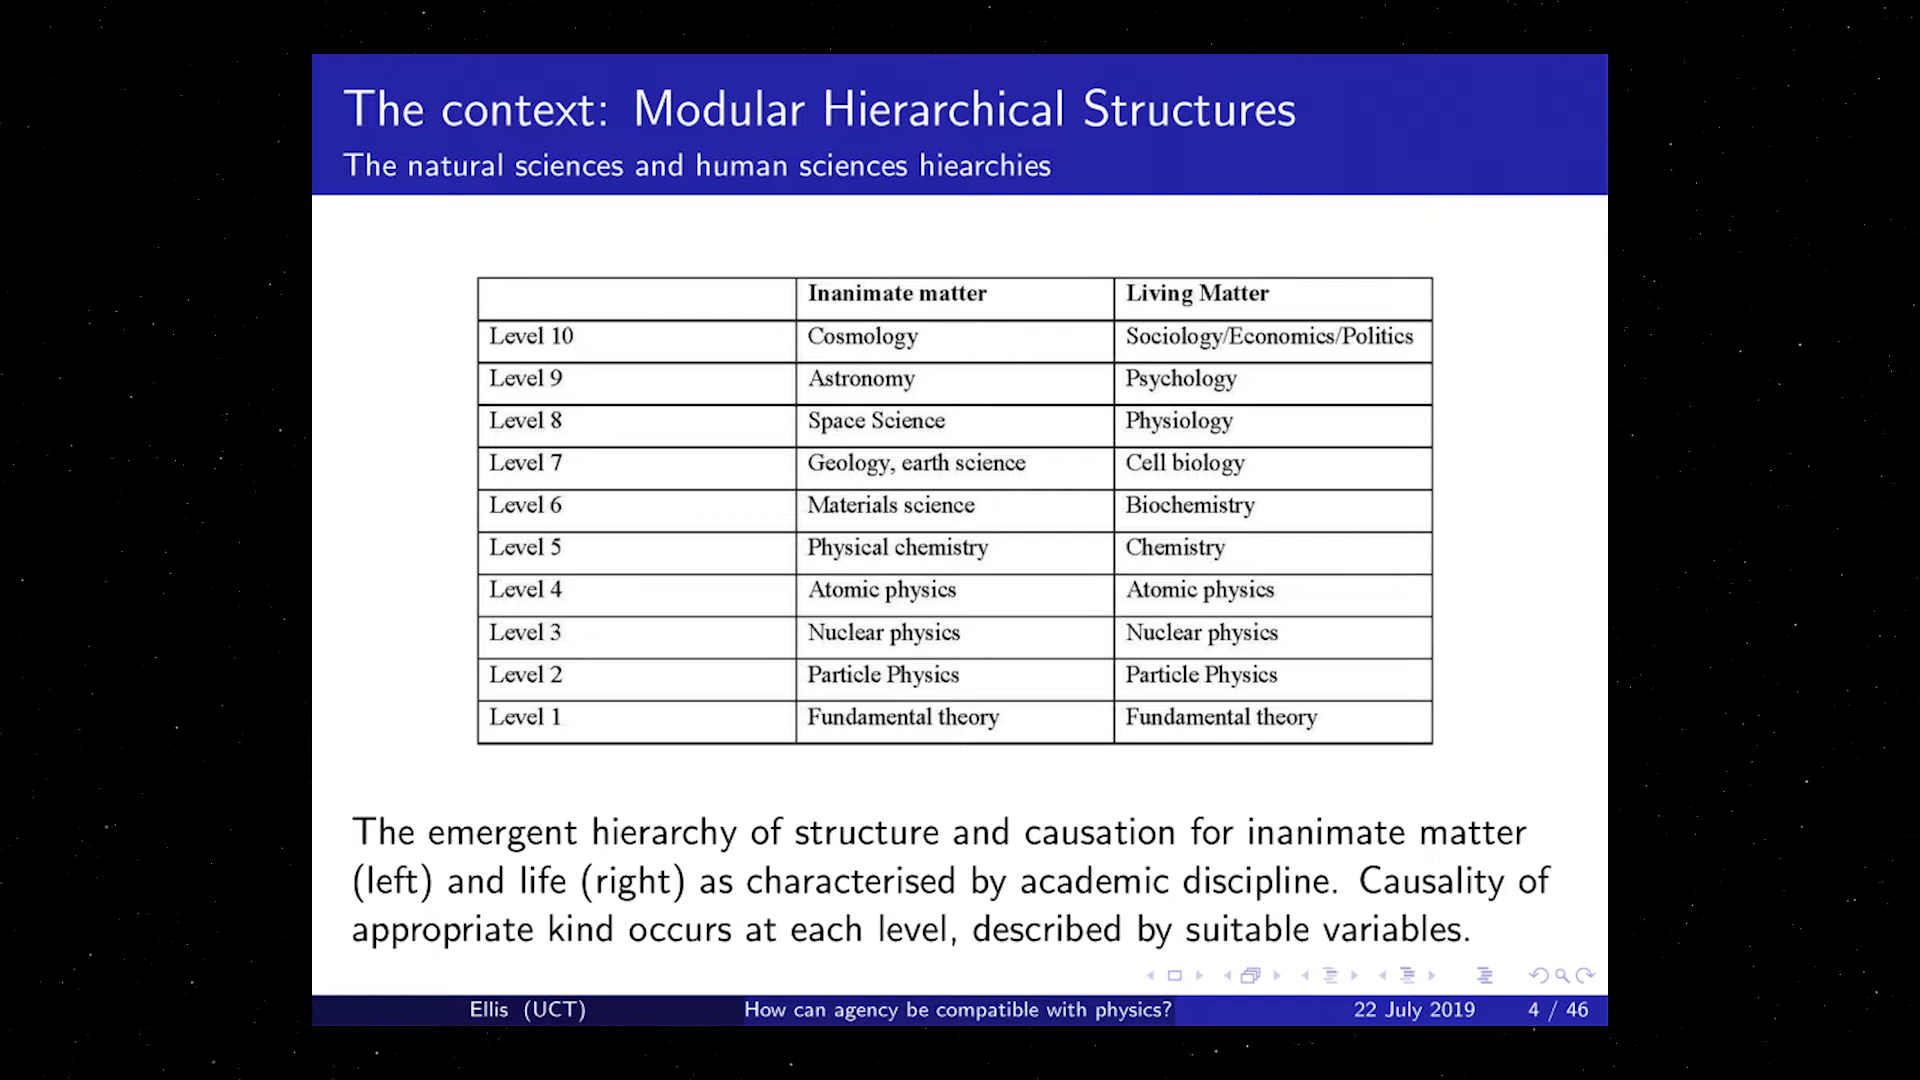 The context: Modular Hierarchical Structures
The natural sciences and human sciences hiearchies
Inanimate matter Living Matter
Level 10 Cosmology Sociology/Economics/Politics
Level 9 Astronomy Psychology
Level 8 Space Science Physiology
Level 7 Geology, earth science Cell biology
Level 6 Materials science Biochemistry
Level 5 Physical chemistry Chemistry
Level 4 Atomic physics Atomic physics
Level 3 Nuclear physics Nuclear physics
Level 2 Particle Physics Particle Physics
Level 1 Fundamental theory Fundamental theory
The emergent hierarchy of structure and causation for inanimate matter
(left) and life (right) as characterised by academic discipline. Causality of
appropriate kind occurs at each level, described by suitable variables.
Ellis (UCT) How can agency be compatible with physics? 22 July 2019 4 / 46